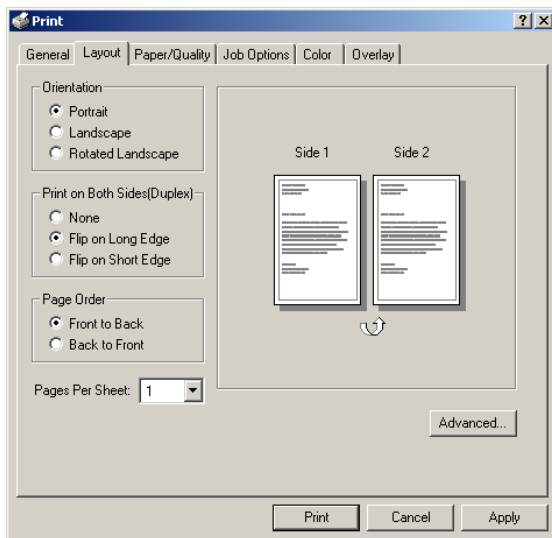 Print
? X
General Layout Paper/Quality Job Options Color Overlay
Orientation
Portrait
Landscape
Rotated Landscape
Print on Both Sides(Duplex)
None
Flip on Long Edge
Flip on Short Edge
Page Order
Front to Back
Back to Front
Pages Per Sheet: 1
Side 1 Side 2
Advanced...
Print Cancel Apply